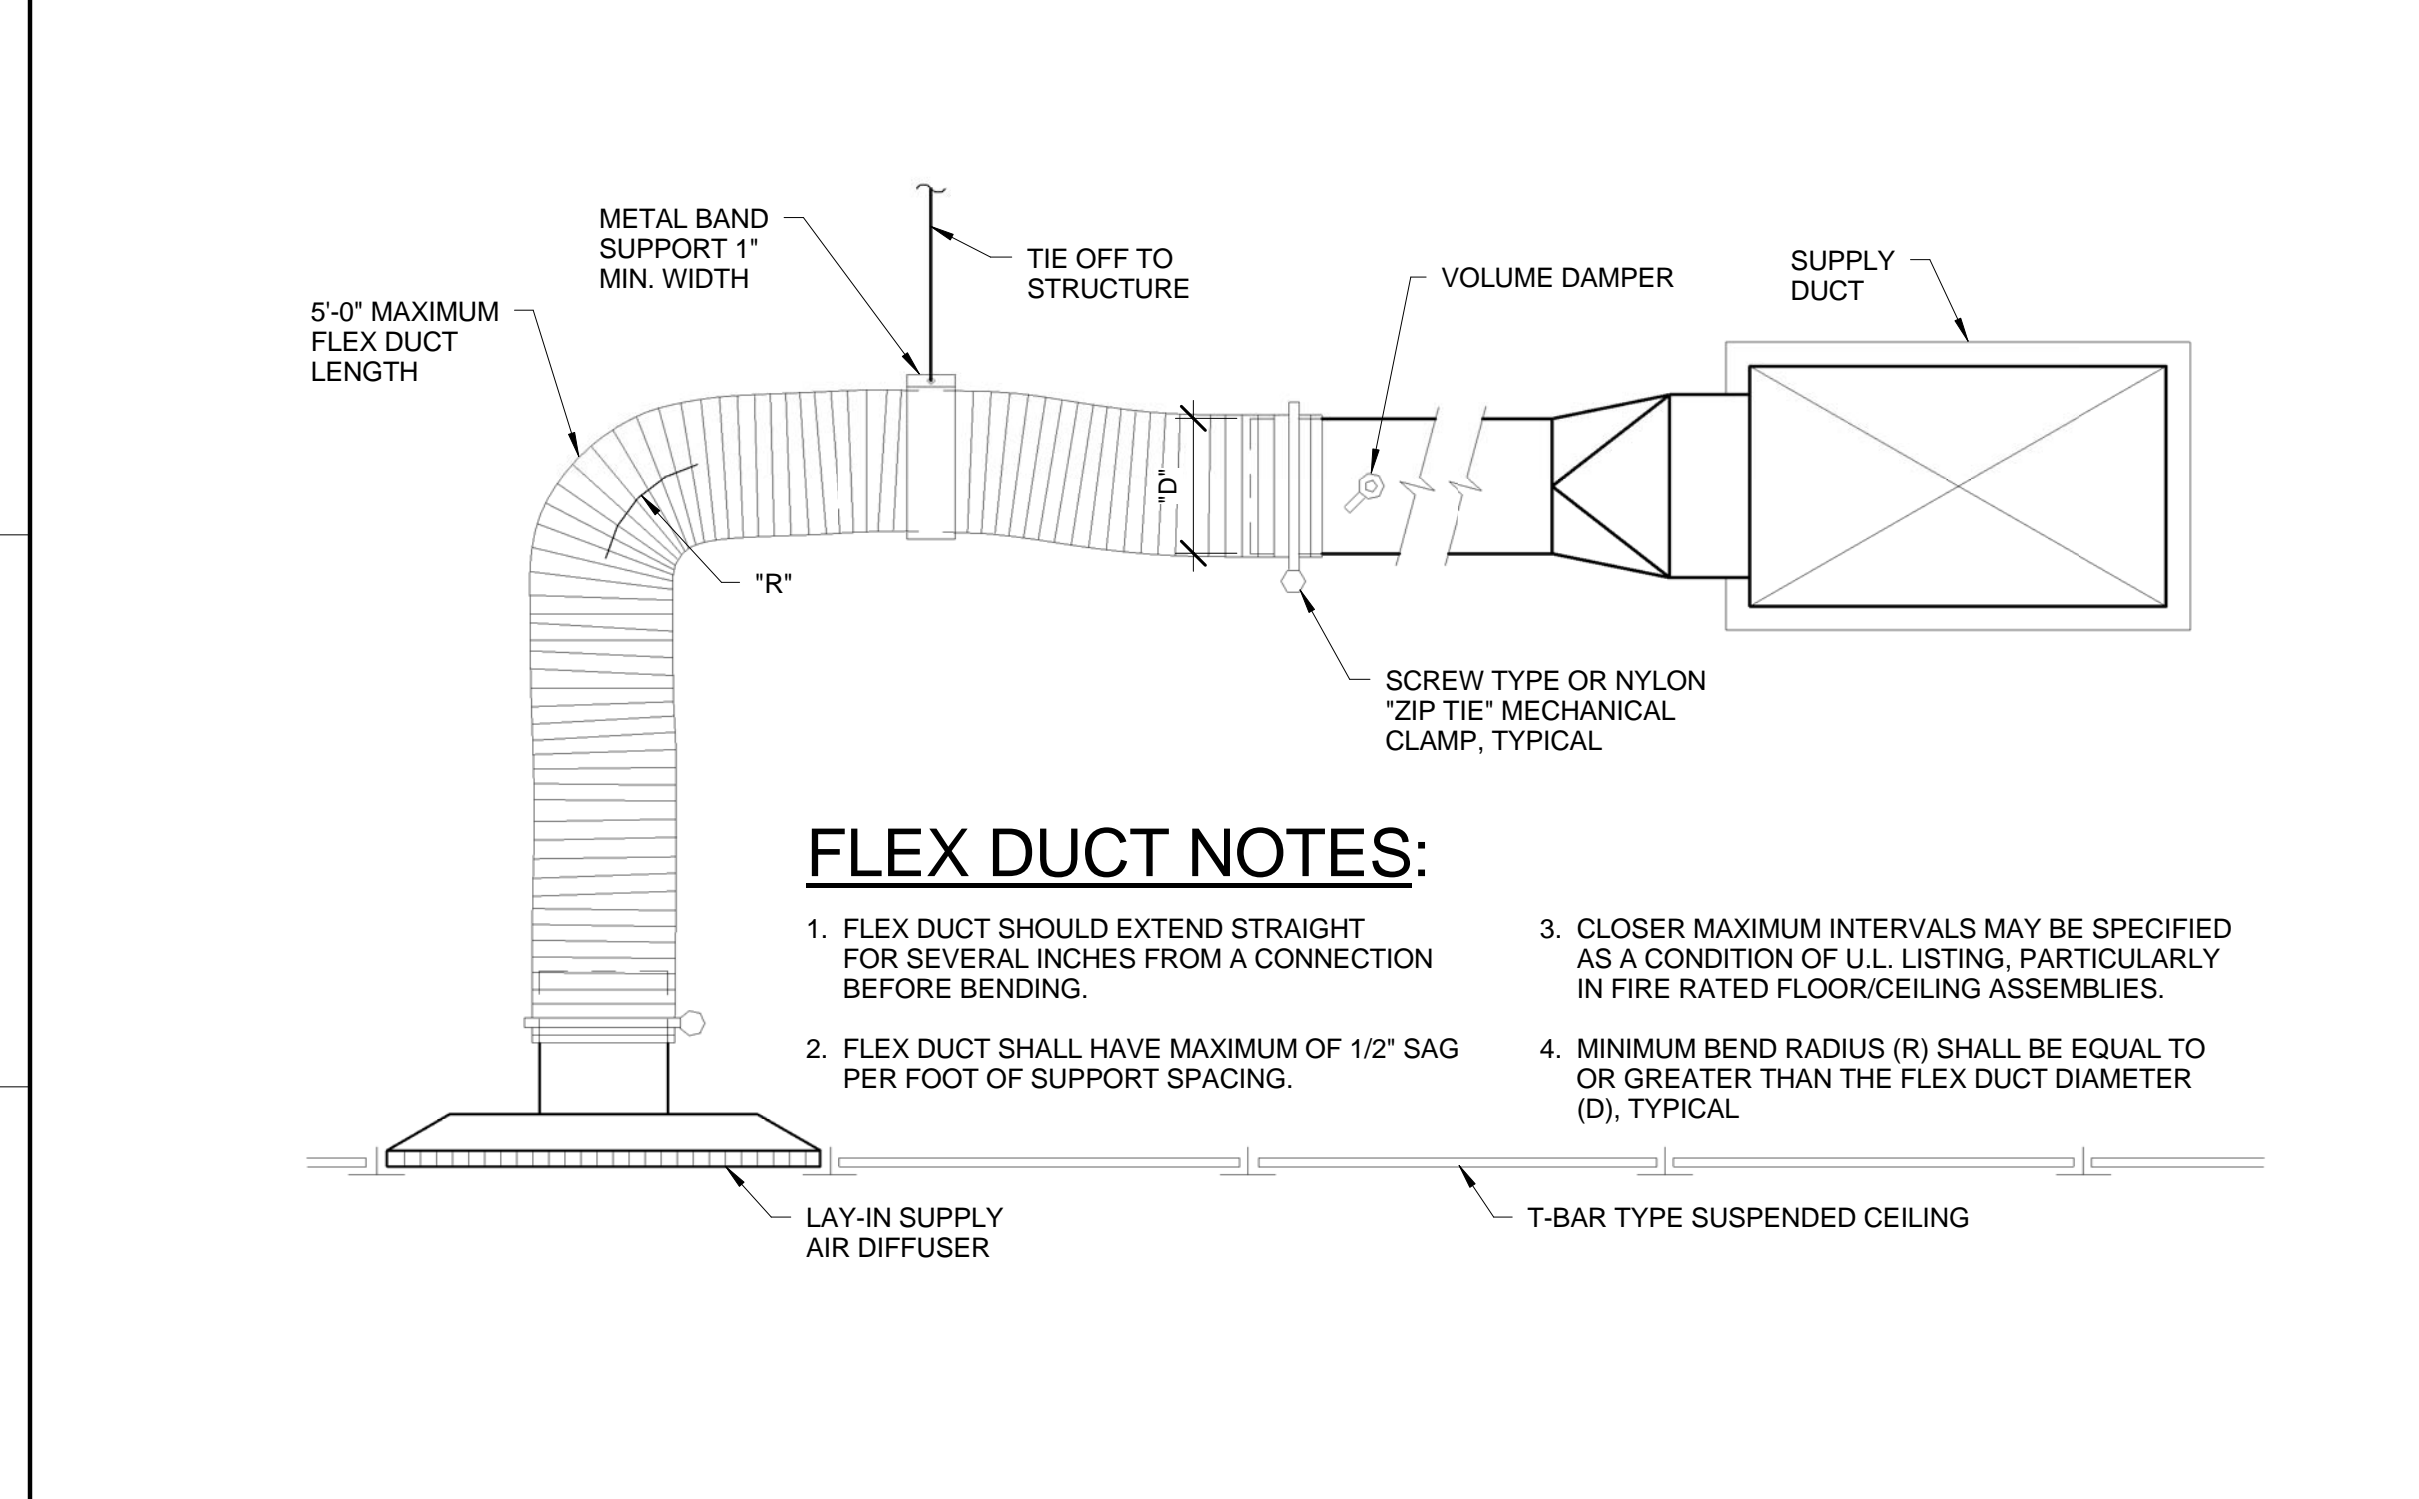 METAL BAND
SUPPORT 1"
MIN. WIDTH
TIE OFF TO
STRUCTURE
VOLUME DAMPER
SUPPLY
DUCT
5'-0" MAXIMUM
FLEX DUCT
LENGTH
"D"
"R"
SCREW TYPE OR NYLON
"ZIP TIE" MECHANICAL
CLAMP, TYPICAL
FLEX DUCT NOTES:
1. FLEX DUCT SHOULD EXTEND STRAIGHT
FOR SEVERAL INCHES FROM A CONNECTION
BEFORE BENDING.
2. FLEX DUCT SHALL HAVE MAXIMUM OF 1/2" SAG
PER FOOT OF SUPPORT SPACING.
3. CLOSER MAXIMUM INTERVALS MAY BE SPECIFIED
AS A CONDITION OF U.L. LISTING, PARTICULARLY
IN FIRE RATED FLOOR/CEILING ASSEMBLIES.
4. MINIMUM BEND RADIUS (R) SHALL BE EQUAL TO
OR GREATER THAN THE FLEX DUCT DIAMETER
(D), TYPICAL
LAY-IN SUPPLY
AIR DIFFUSER
T-BAR TYPE SUSPENDED CEILING